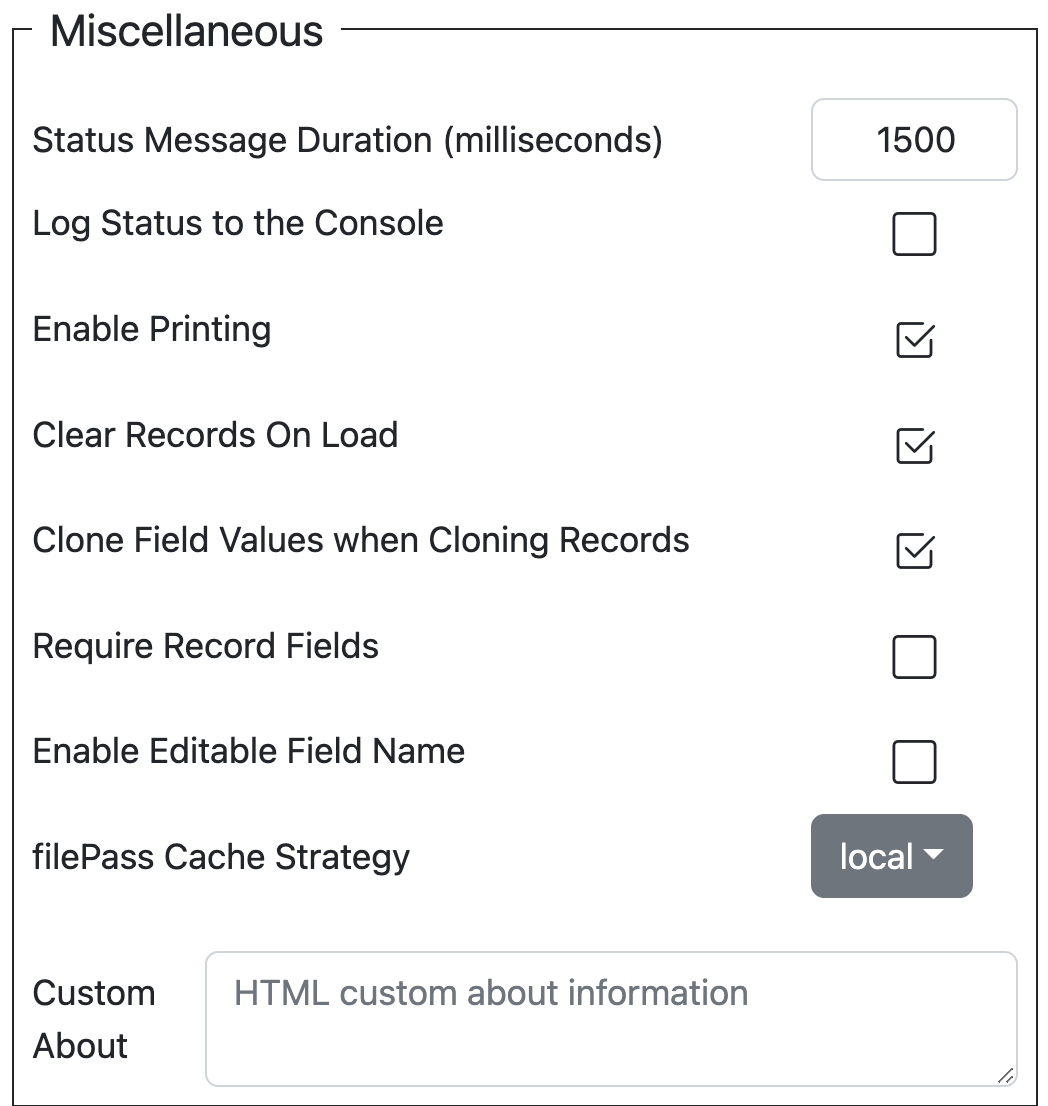 Miscellaneous
Status Message Duration (milliseconds) 1500
Log Status to the Console
Enable Printing
Clear Records On Load
Clone Field Values when Cloning Records
Require Record Fields
Enable Editable Field Name
filePass Cache Strategy local
Custom About HTML custom about information